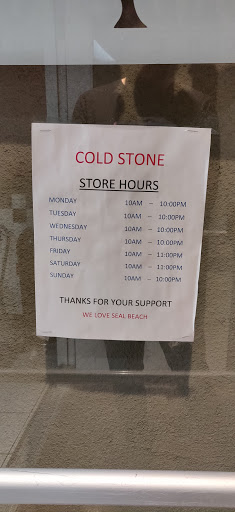 COLD STONE
STORE HOURS
MONDAY 10AM – 10:00PM
TUESDAY 10AM – 10:00PM
WEDNESDAY 10AM – 10:00PM
THURSDAY 10AM – 10:00PM
FRIDAY 10AM – 11:00PM
SATURDAY 10AM – 11:00PM
SUNDAY 10AM – 10:00PM
THANKS FOR YOUR SUPPORT
WE LOVE SEAL BEACH